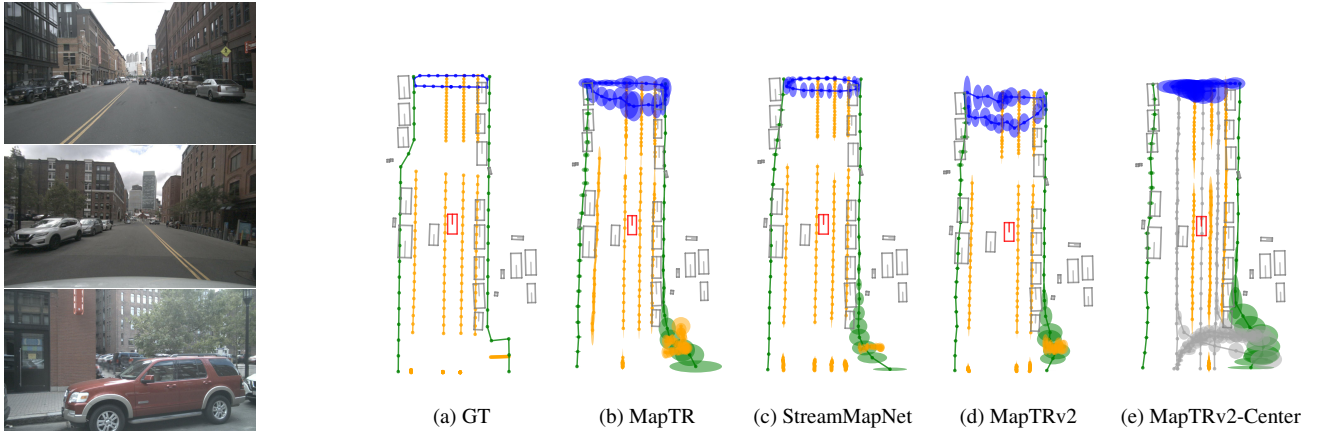 (a) GT
(b) MapTR
(c) StreamMapNet
(d) MapTRv2
(e) MapTRv2-Center